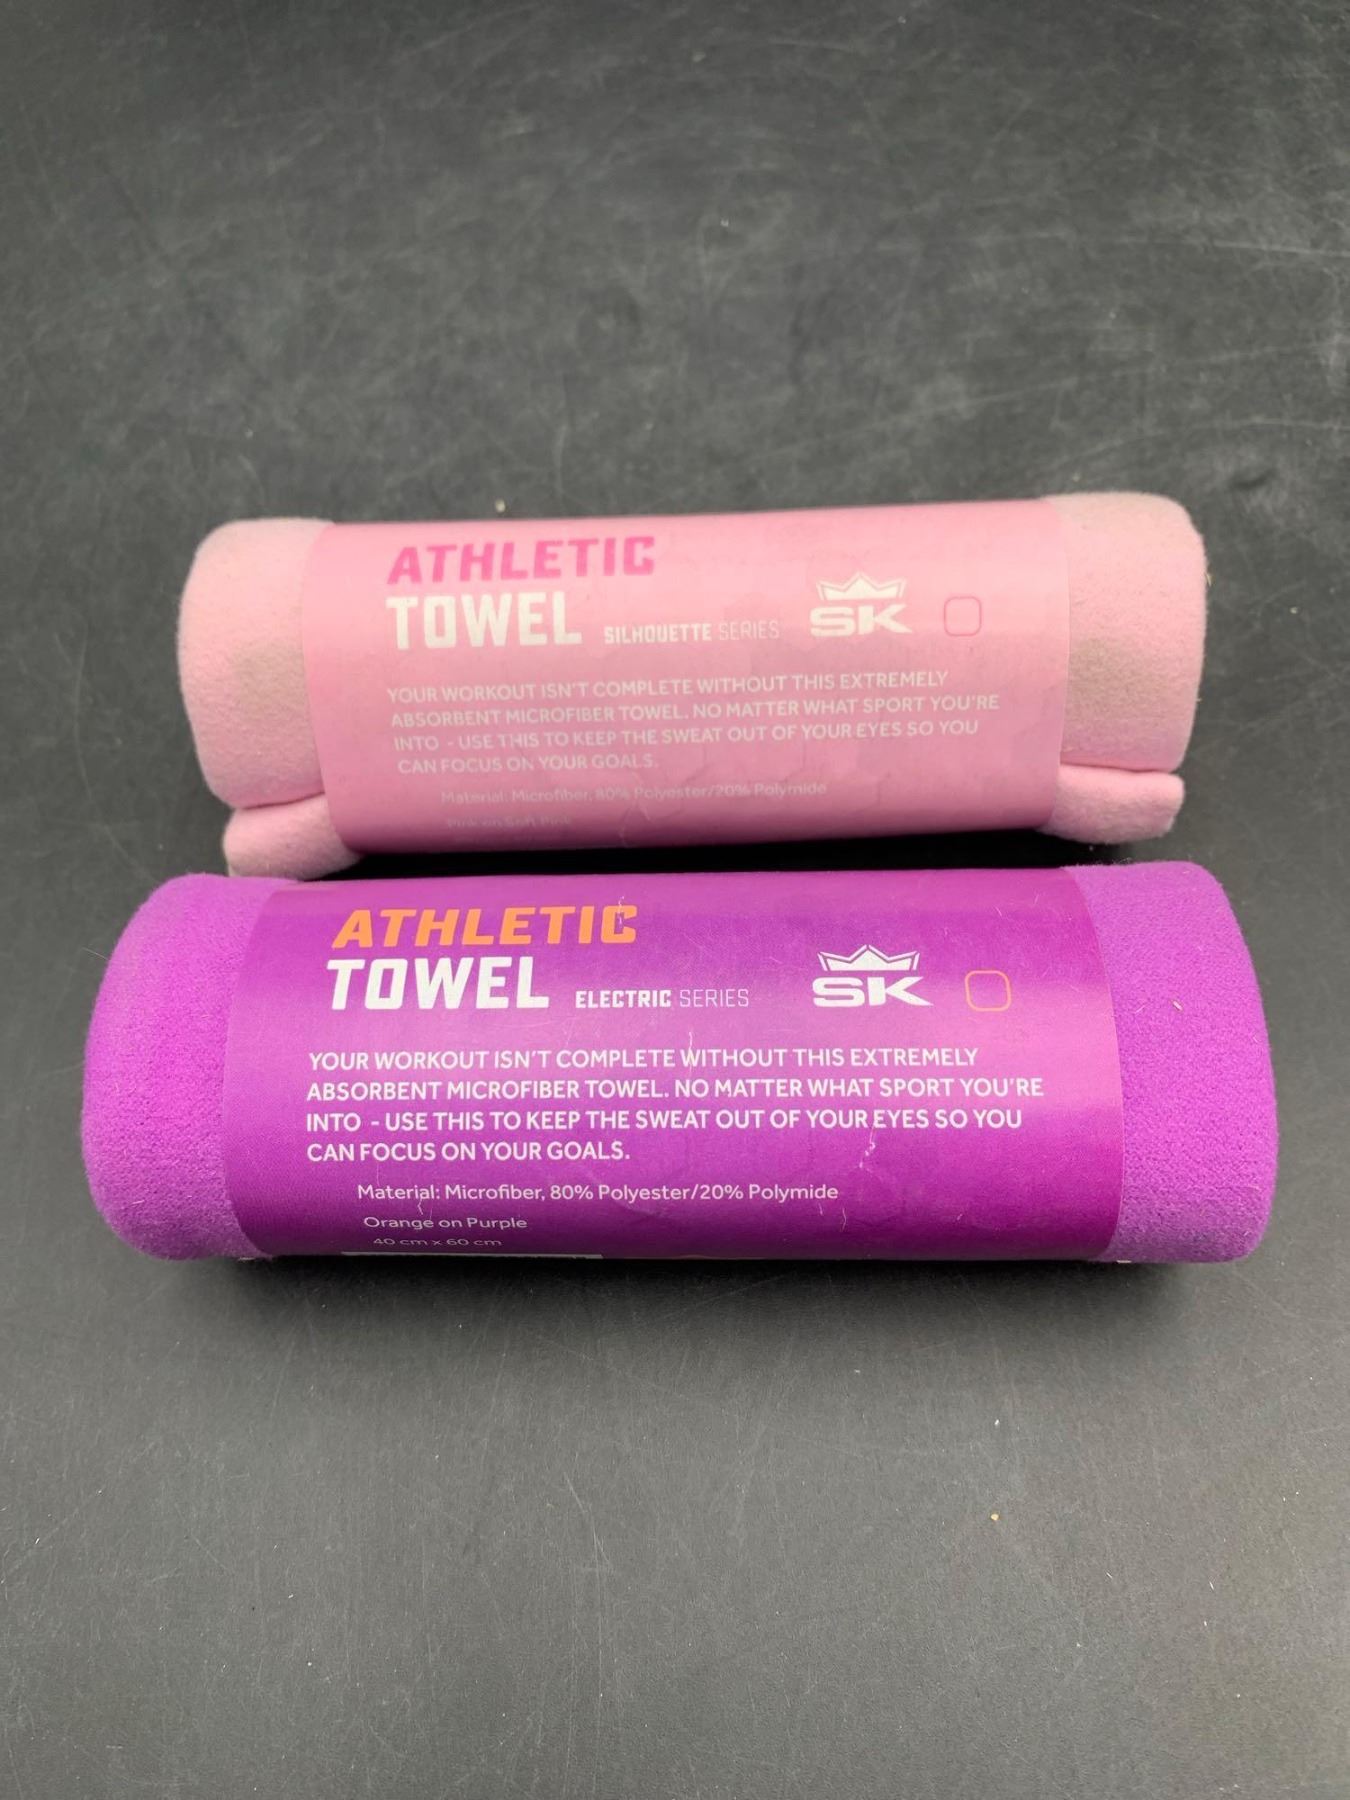 ATHLETIC
TOWEL SILHOUETTE SERIES SK
YOUR WORKOUT ISN'T COMPLETE WITHOUT THIS EXTREMELY
ABSORBENT MICROFIBER TOWEL. NO MATTER WHAT SPORT YOU'RE
INTO - USE THIS TO KEEP THE SWEAT OUT OF YOUR EYES SO YOU
CAN FOCUS ON YOUR GOALS.
Material: Microfiber, 80% Polyester/20% Polymide
Pink on Soft Pink
ATHLETIC
TOWEL ELECTRIC SERIES SK
YOUR WORKOUT ISN'T COMPLETE WITHOUT THIS EXTREMELY
ABSORBENT MICROFIBER TOWEL. NO MATTER WHAT SPORT YOU'RE
INTO - USE THIS TO KEEP THE SWEAT OUT OF YOUR EYES SO YOU
CAN FOCUS ON YOUR GOALS.
Material: Microfiber, 80% Polyester/20% Polymide
Orange on Purple
40 cm x 60 cm